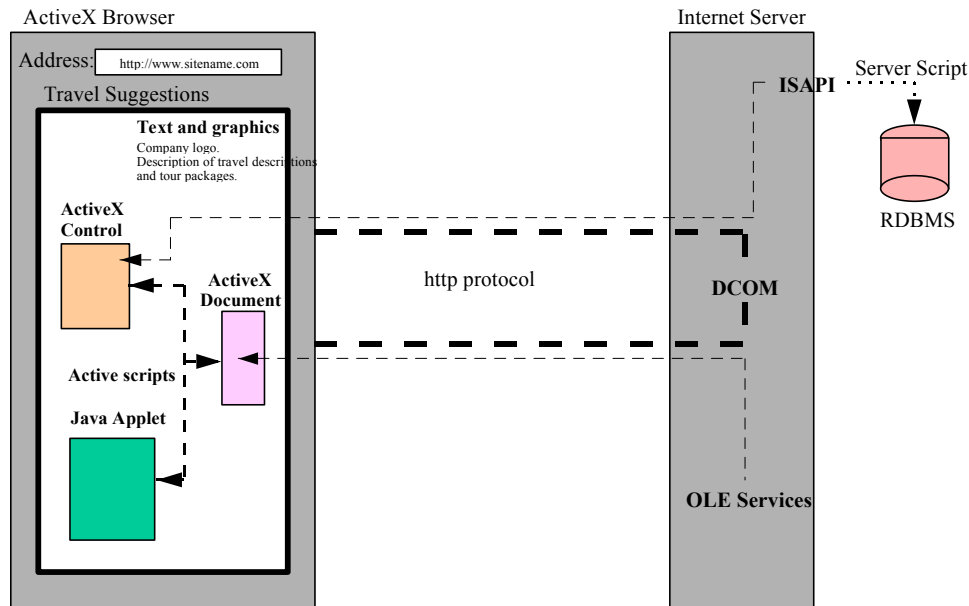 ActiveX Browser
Internet Server
Address:
http://www.sitename.com
Travel Suggestions
Text and graphics
Company logo.
Description of travel descriptions
and tour packages.
ActiveX
Control
ActiveX
Document
Active scripts
Java Applet
http protocol
ISAPI
Server Script
RDBMS
DCOM
OLE Services